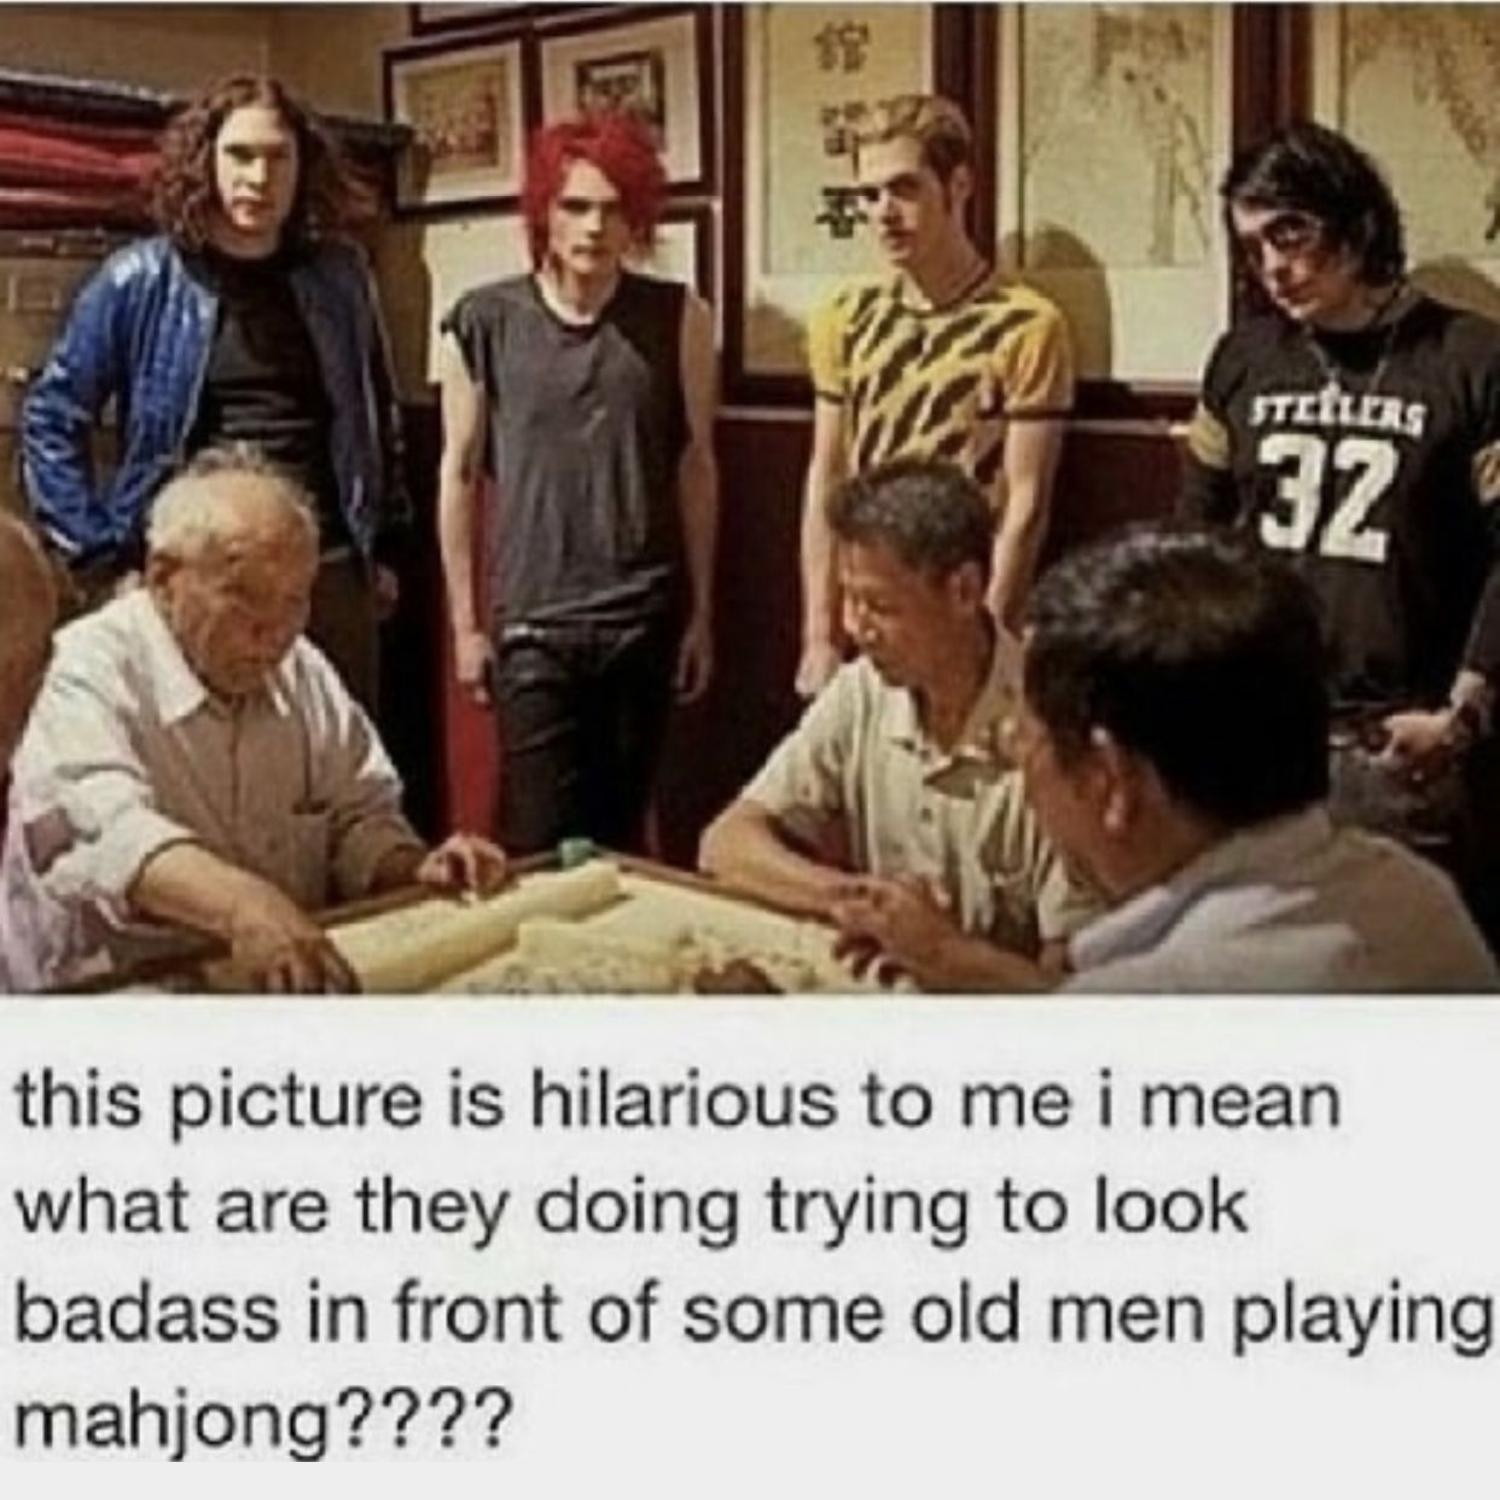 STEELERS
32
this picture is hilarious to me i mean
what are they doing trying to look
badass in front of some old men playing
mahjong????